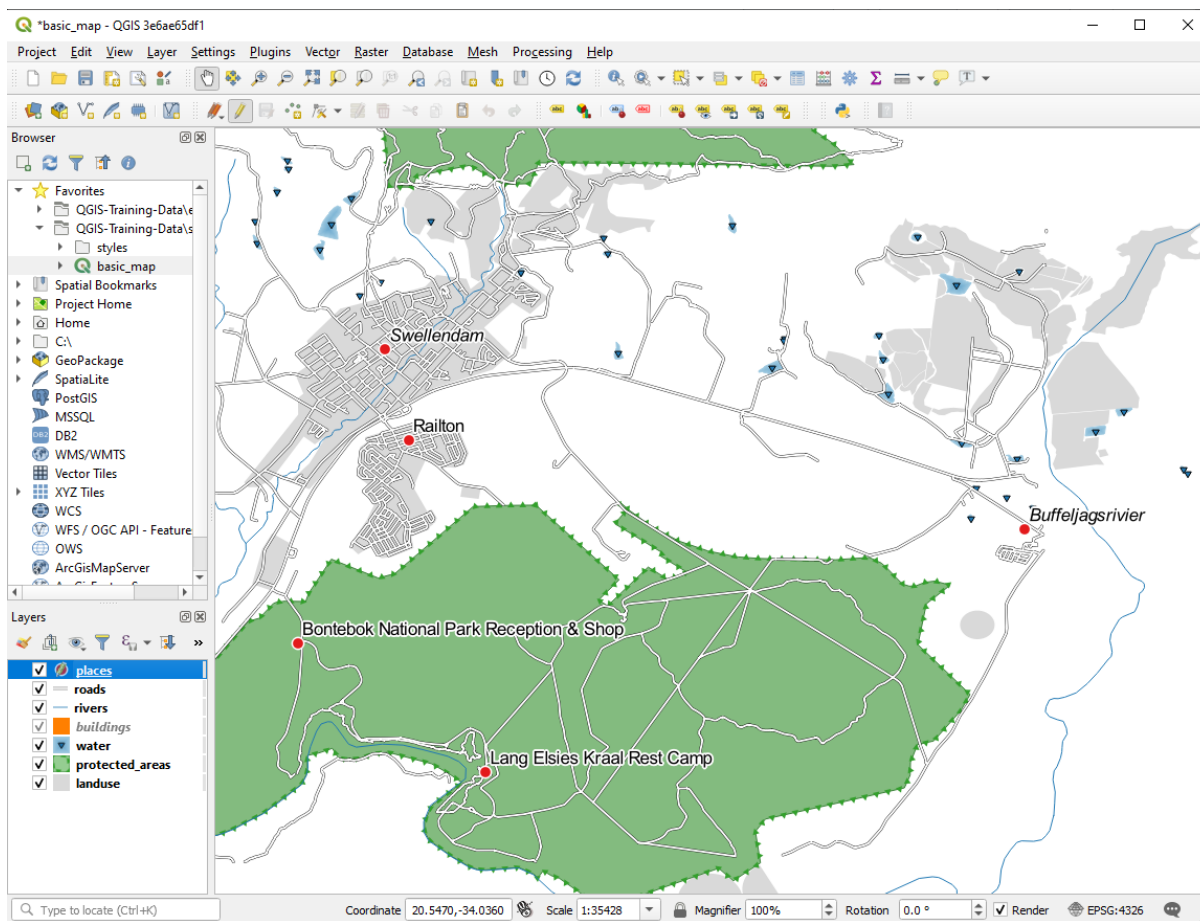 *basic_map - QGIS 3e6ae65df1
Project Edit View Layer Settings Plugins Vector Raster Database Mesh Processing Help
Browser
Favorites
QGIS-Training-Data\e
QGIS-Training-Data\s
styles
basic_map
Spatial Bookmarks
Project Home
Home
C:\
GeoPackage
SpatiaLite
PostGIS
MSSQL
DB2
WMS/WMTS
Vector Tiles
XYZ Tiles
WCS
WFS / OGC API - Feature
OWS
ArcGisMapServer
Layers
places
roads
rivers
buildings
water
protected_areas
landuse
Swellendam
Railton
Buffeljagsrivier
Bontebok National Park Reception & Shop
Lang Elsies Kraal Rest Camp
Type to locate (Ctrl+K) Coordinate 20.5470,-34.0360 Scale 1:35428 Magnifier 100% Rotation 0.0 ° Render EPSG:4326